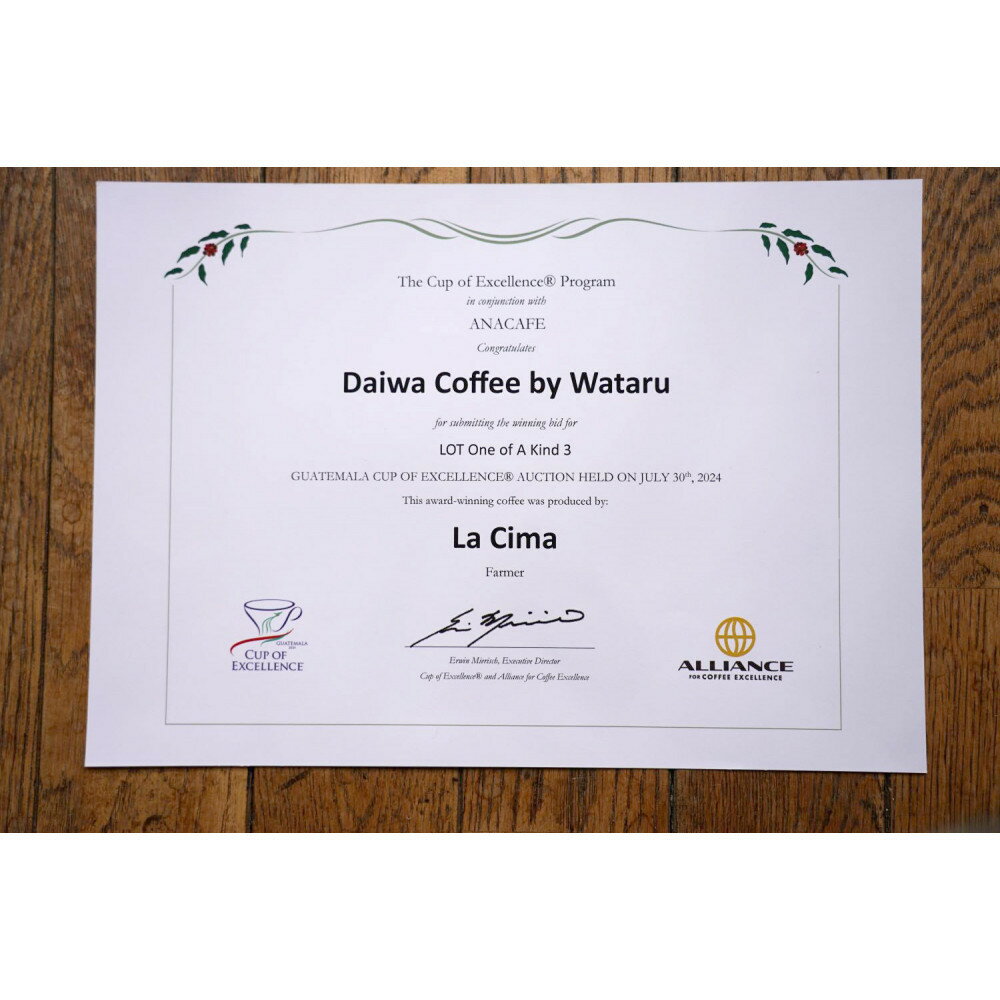 The Cup of Excellence® Program
in conjunction with
ANACAFE
Congratulates
Daiwa Coffee by Wataru
for submitting the winning bid for
LOT One of A Kind 3
GUATEMALA CUP OF EXCELLENCE® AUCTION HELD ON JULY 30th, 2024
This award-winning coffee was produced by:
La Cima
Farmer
GUATEMALA
CUP OF
EXCELLENCE
Erwin Mierisch, Executive Director
Cup of Excellence® and Alliance for Coffee Excellence
ALLIANCE
FOR COFFEE EXCELLENCE